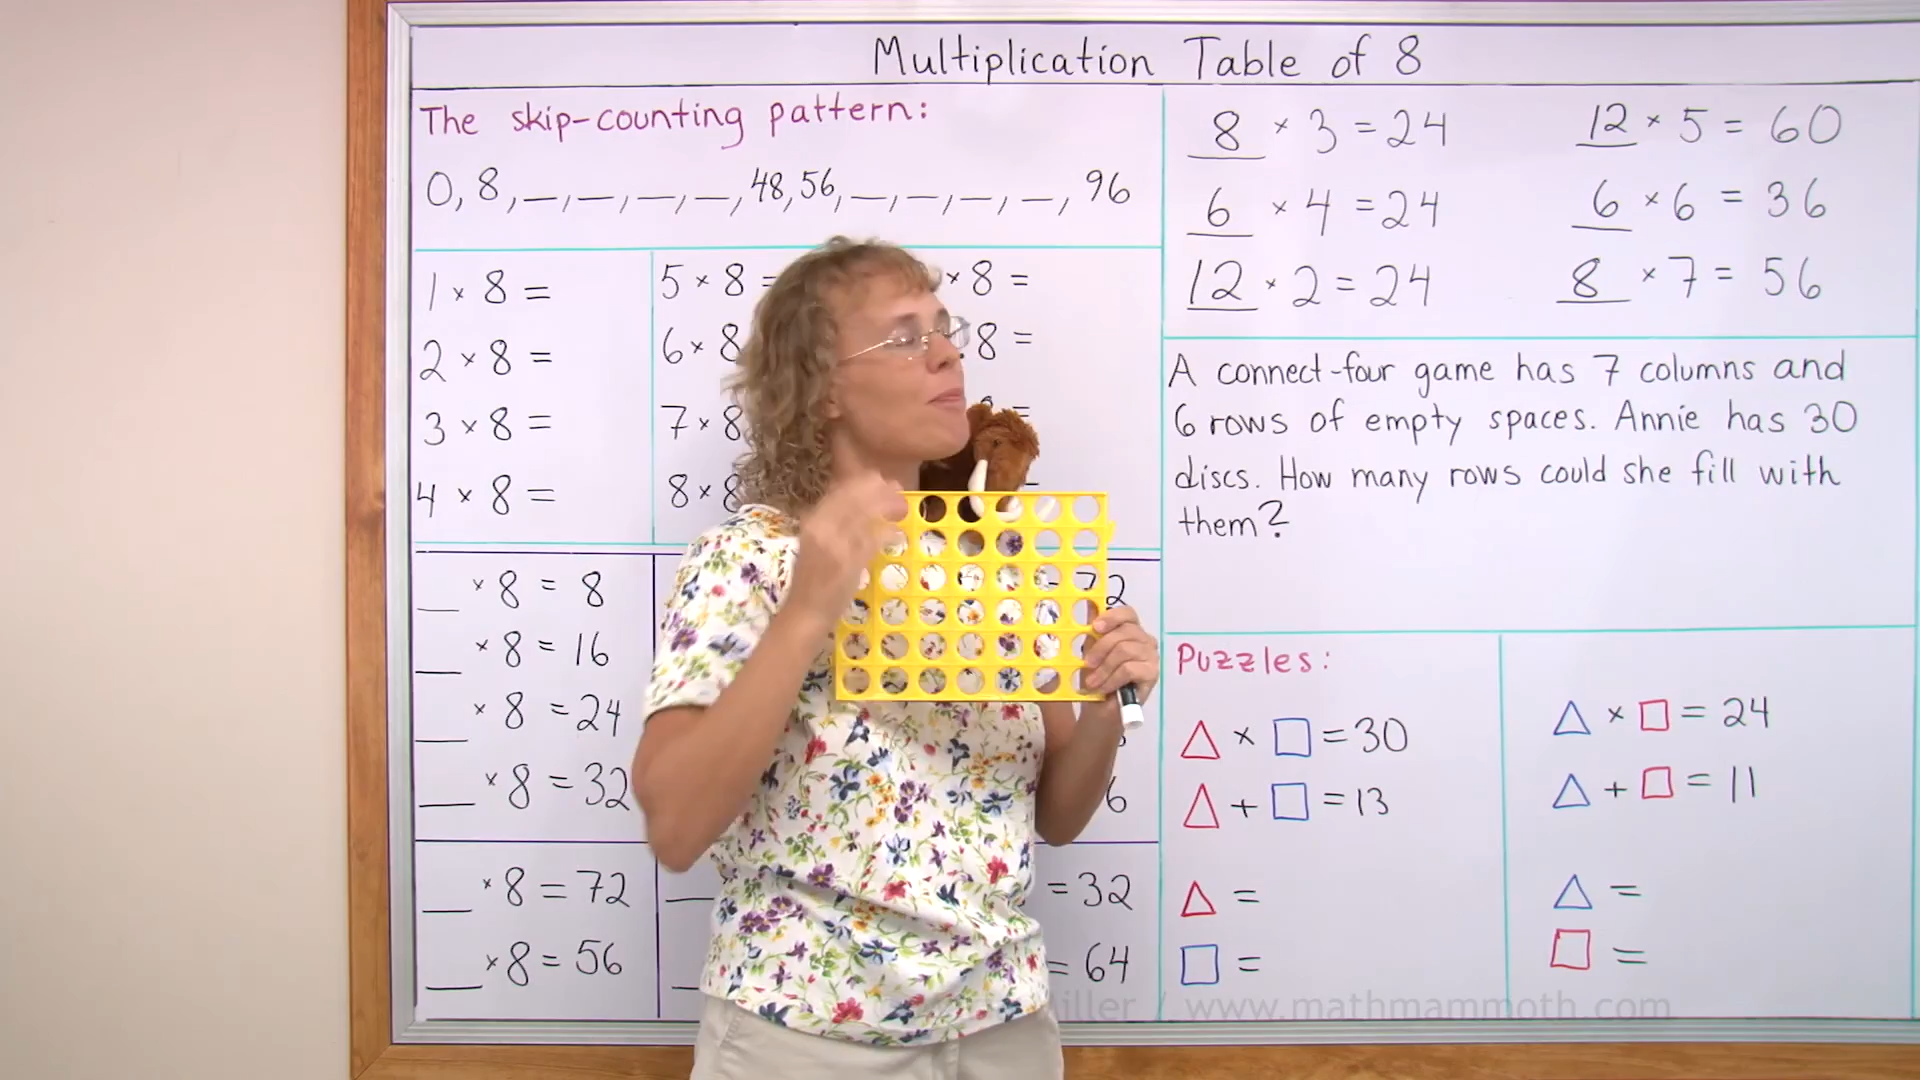 Multiplication Table of 8
The skip-counting pattern:
0, 8, __, __, __, __, 48, 56, __, __, __, __, 96
1 × 8 =
2 × 8 =
3 × 8 =
4 × 8 =
5 × 8 =
6 × 8
7 × 8
8 × 8
× 8 =
8 =
=
__ × 8 = 8
__ × 8 = 16
__ × 8 = 24
__ × 8 = 32
72
6
__ × 8 = 72
__ × 8 = 56
= 32
= 64
8 × 3 = 24
6 × 4 = 24
12 × 2 = 24
12 × 5 = 60
6 × 6 = 36
8 × 7 = 56
A connect-four game has 7 columns and
6 rows of empty spaces. Annie has 30
discs. How many rows could she fill with
them?
Puzzles:
△ × □ = 30
△ + □ = 13
△ =
□ =
△ × □ = 24
△ + □ = 11
△ =
□ =
iller / www.mathmammoth.com